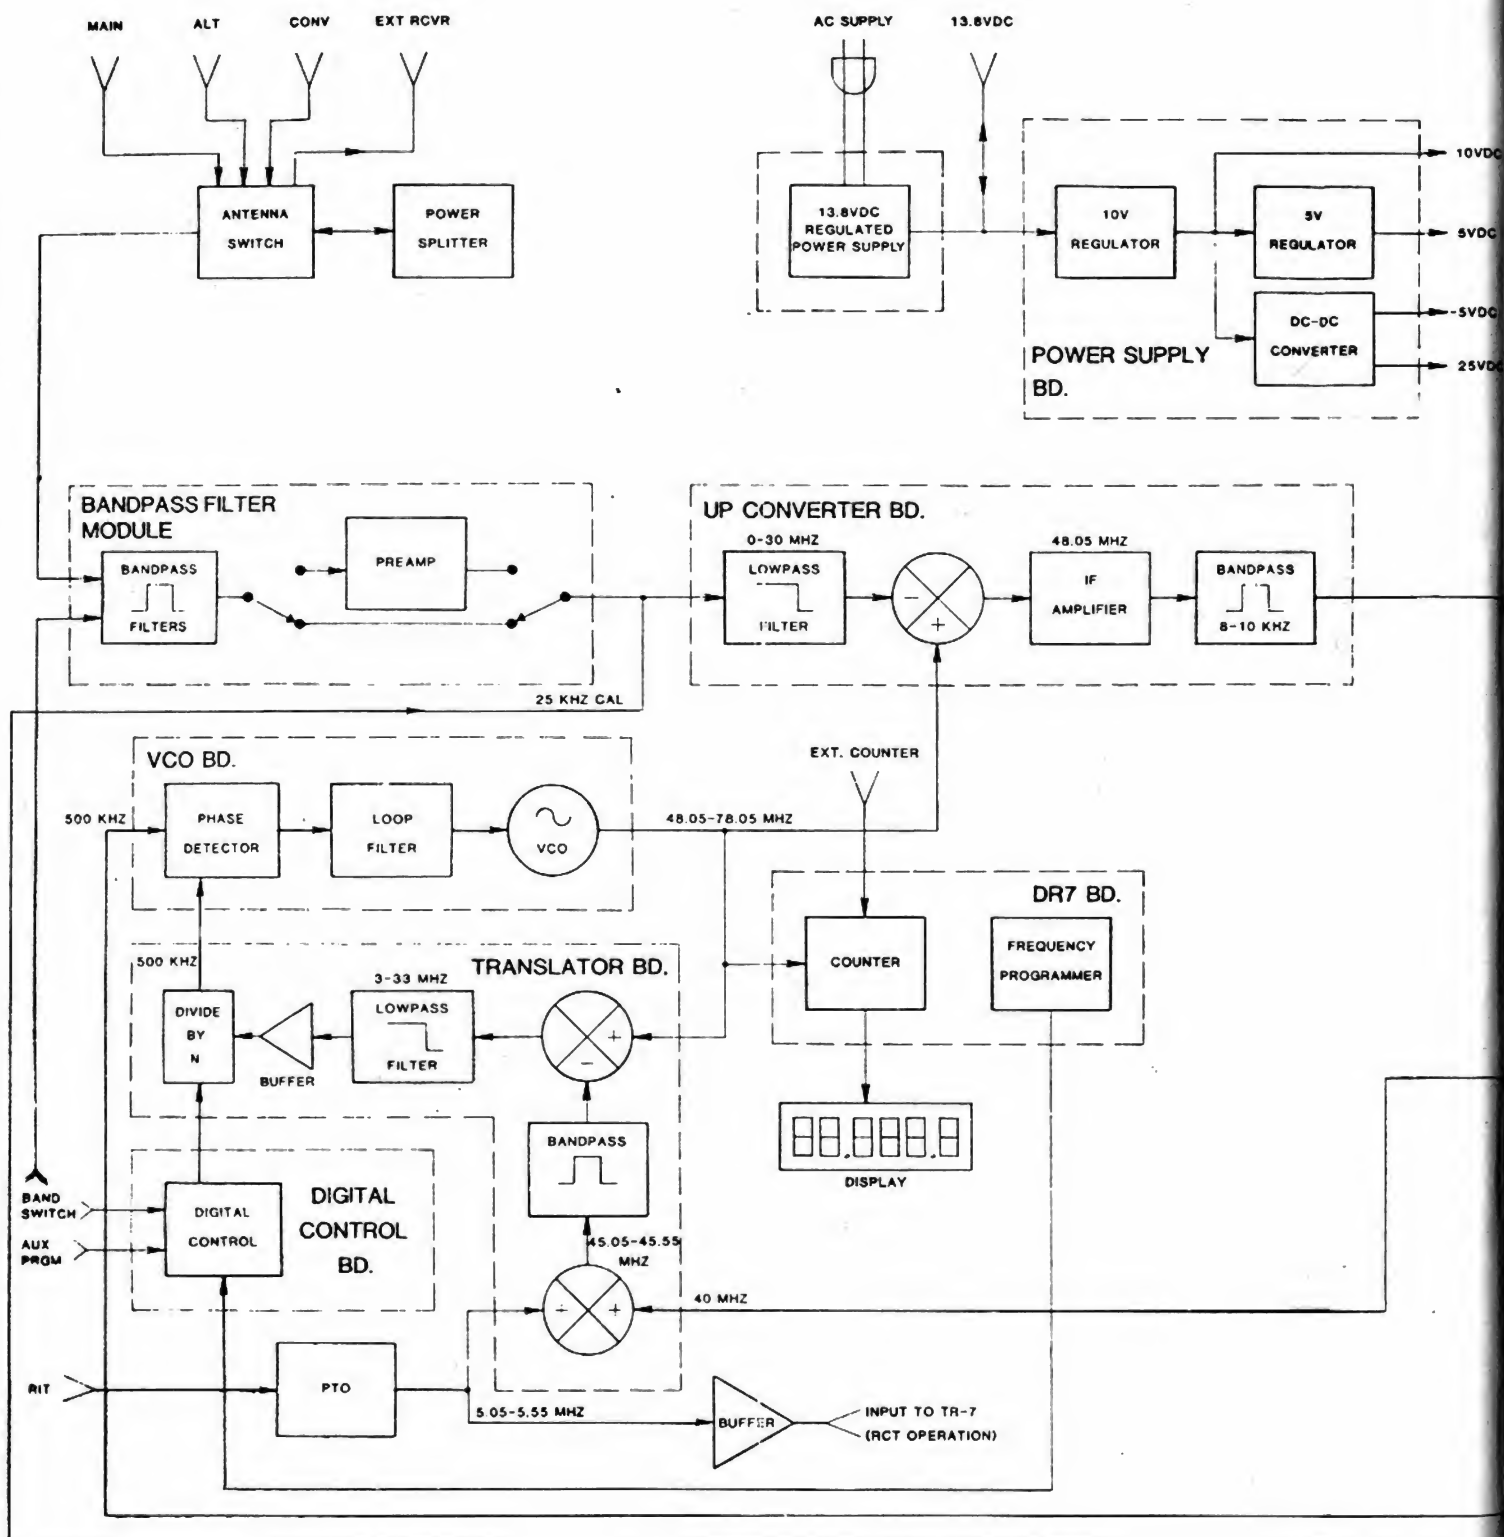 MAIN
ALT
CONV
EXT RCVR
AC SUPPLY
13.8VDC
ANTENNA
SWITCH
POWER
SPLITTER
13.8VDC
REGULATED
POWER SUPPLY
10V
REGULATOR
5V
REGULATOR
DC-DC
CONVERTER
10VDC
5VDC
-5VDC
25VDC
POWER SUPPLY
BD.
BANDPASS FILTER
MODULE
BANDPASS
FILTERS
PREAMP
25 KHZ CAL
UP CONVERTER BD.
0-30 MHZ
LOWPASS
FILTER
-
+
48.05 MHZ
IF
AMPLIFIER
BANDPASS
8-10 KHZ
VCO BD.
500 KHZ
PHASE
DETECTOR
LOOP
FILTER
VCO
48.05-78.05 MHZ
EXT. COUNTER
DR7 BD.
COUNTER
FREQUENCY
PROGRAMMER
DISPLAY
500 KHZ
TRANSLATOR BD.
3-33 MHZ
DIVIDE
BY
N
BUFFER
LOWPASS
FILTER
+
-
BANDPASS
45.05-45.55
MHZ
+
+
40 MHZ
BAND
SWITCH
AUX
PRGM
DIGITAL
CONTROL
DIGITAL
CONTROL
BD.
RIT
PTO
5.05-5.55 MHZ
BUFFER
INPUT TO TR-7
(RCT OPERATION)